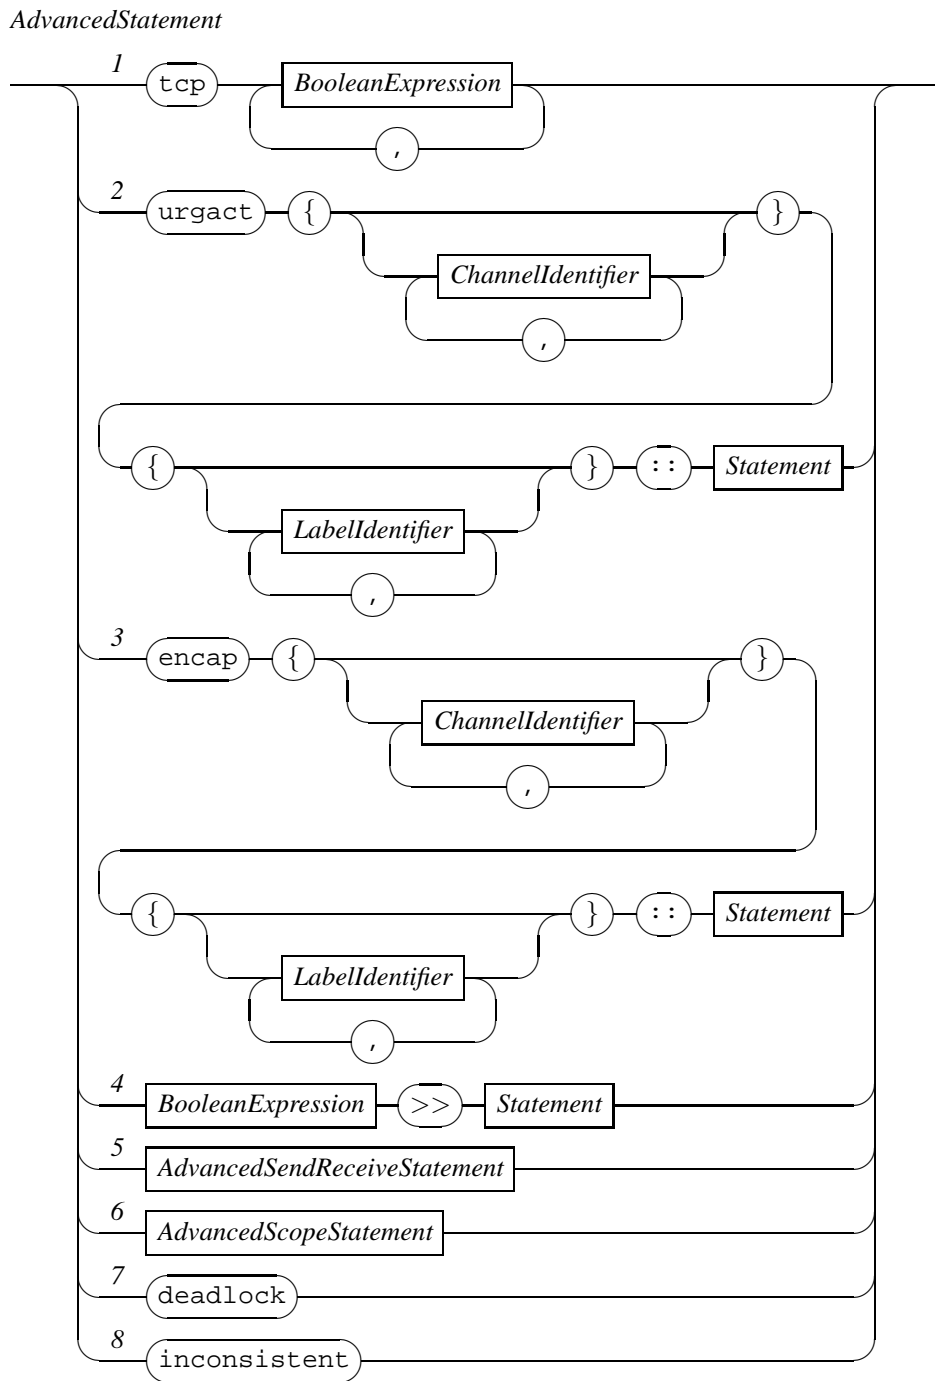 AdvancedStatement
1 tcp BooleanExpression
,
2 urgact { }
ChannelIdentifier
,
{ } :: Statement
LabelIdentifier
,
3 encap { }
ChannelIdentifier
,
{ } :: Statement
LabelIdentifier
,
4 BooleanExpression >> Statement
5 AdvancedSendReceiveStatement
6 AdvancedScopeStatement
7 deadlock
8 inconsistent